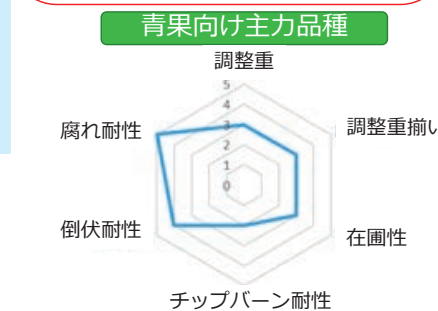 青果向け主力品種
調整重
5
4
3
2
1
0
調整重揃い
在圃性
チップバーン耐性
倒伏耐性
腐れ耐性